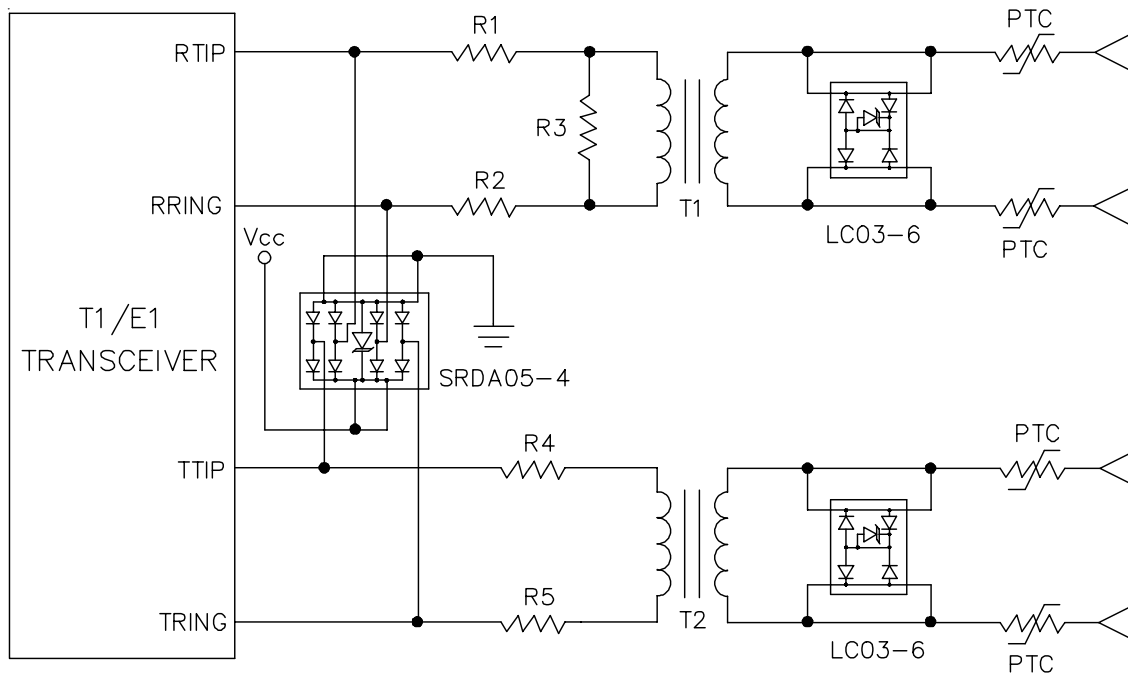 R1
PTC
RTIP
R3
R2
RRING
T1
LC03-6
PTC
Vcc
T1/E1
TRANSCEIVER
SRDA05-4
R4
PTC
TTIP
R5
TRING
T2
LC03-6
PTC